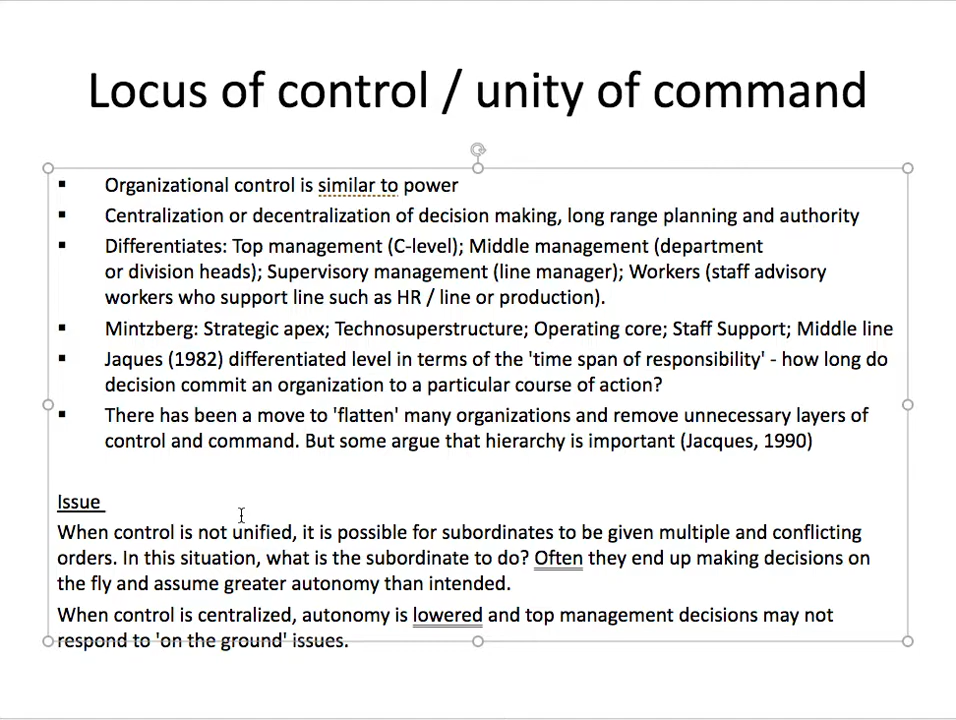 Locus of control / unity of command
▪ Organizational control is similar to power
▪ Centralization or decentralization of decision making, long range planning and authority
▪ Differentiates: Top management (C-level); Middle management (department
or division heads); Supervisory management (line manager); Workers (staff advisory
workers who support line such as HR / line or production).
▪ Mintzberg: Strategic apex; Technosuperstructure; Operating core; Staff Support; Middle line
▪ Jaques (1982) differentiated level in terms of the 'time span of responsibility' - how long do
decision commit an organization to a particular course of action?
▪ There has been a move to 'flatten' many organizations and remove unnecessary layers of
control and command. But some argue that hierarchy is important (Jacques, 1990)
Issue
When control is not unified, it is possible for subordinates to be given multiple and conflicting
orders. In this situation, what is the subordinate to do? Often they end up making decisions on
the fly and assume greater autonomy than intended.
When control is centralized, autonomy is lowered and top management decisions may not
respond to 'on the ground' issues.